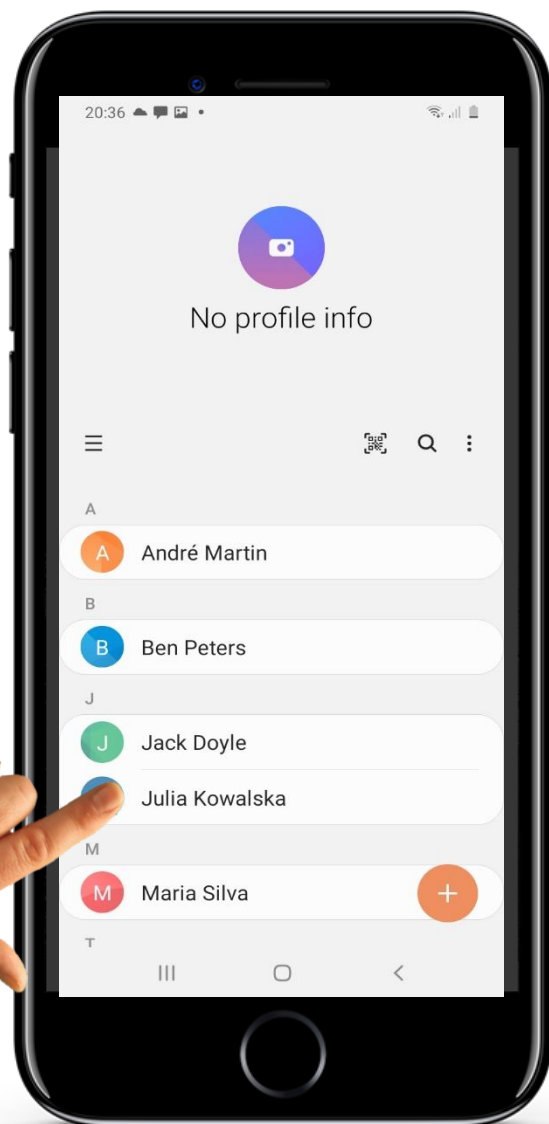 20:36
No profile info
A
A André Martin
B
B Ben Peters
J
J Jack Doyle
Julia Kowalska
M
M Maria Silva
T